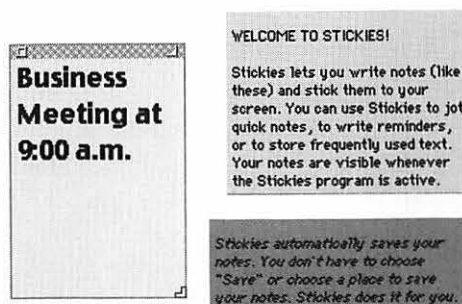 Business
Meeting at
9:00 a.m.
WELCOME TO STICKIES!
Stickies lets you write notes (like
these) and stick them to your
screen. You can use Stickies to jot
quick notes, to write reminders,
or to store frequently used text.
Your notes are visible whenever
the Stickies program is active.
Stickies automatically saves your
notes. You don't have to choose
"Save" or choose a place to save
your notes. Stickies does it for you.